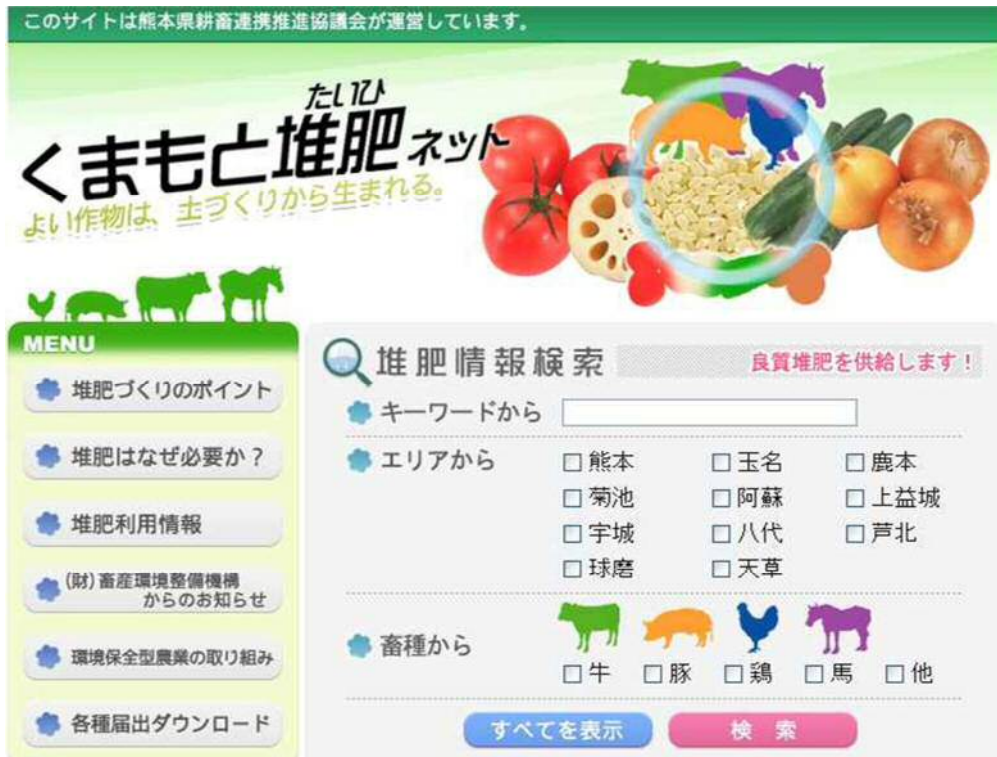 このサイトは熊本県耕畜連携推進協議会が運営しています。
たいひ
くまもと堆肥ネット
よい作物は、土づくりから生まれる。
MENU
堆肥づくりのポイント
堆肥はなぜ必要か？
堆肥利用情報
(財)畜産環境整備機構
からのお知らせ
環境保全型農業の取り組み
各種届出ダウンロード
堆肥情報検索 良質堆肥を供給します！
キーワードから
エリアから □熊本 □玉名 □鹿本
□菊池 □阿蘇 □上益城
□宇城 □八代 □芦北
□球磨 □天草
畜種から
□牛 □豚 □鶏 □馬 □他
すべてを表示 検 索